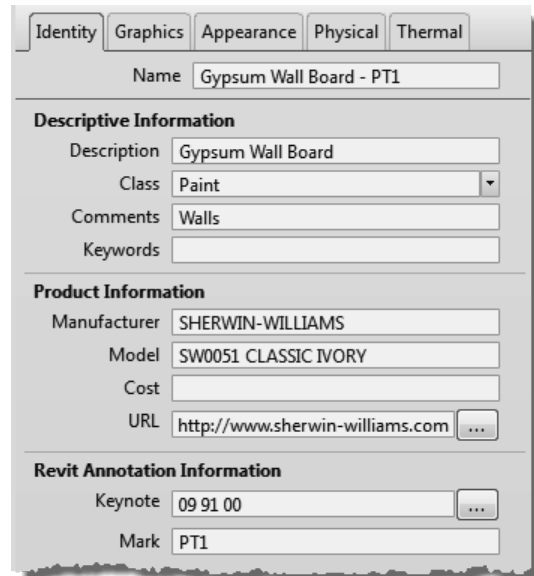 Identity Graphics Appearance Physical Thermal
Name Gypsum Wall Board - PT1
Descriptive Information
Description Gypsum Wall Board
Class Paint
Comments Walls
Keywords
Product Information
Manufacturer SHERWIN-WILLIAMS
Model SW0051 CLASSIC IVORY
Cost
URL http://www.sherwin-williams.com ...
Revit Annotation Information
Keynote 09 91 00 ...
Mark PT1